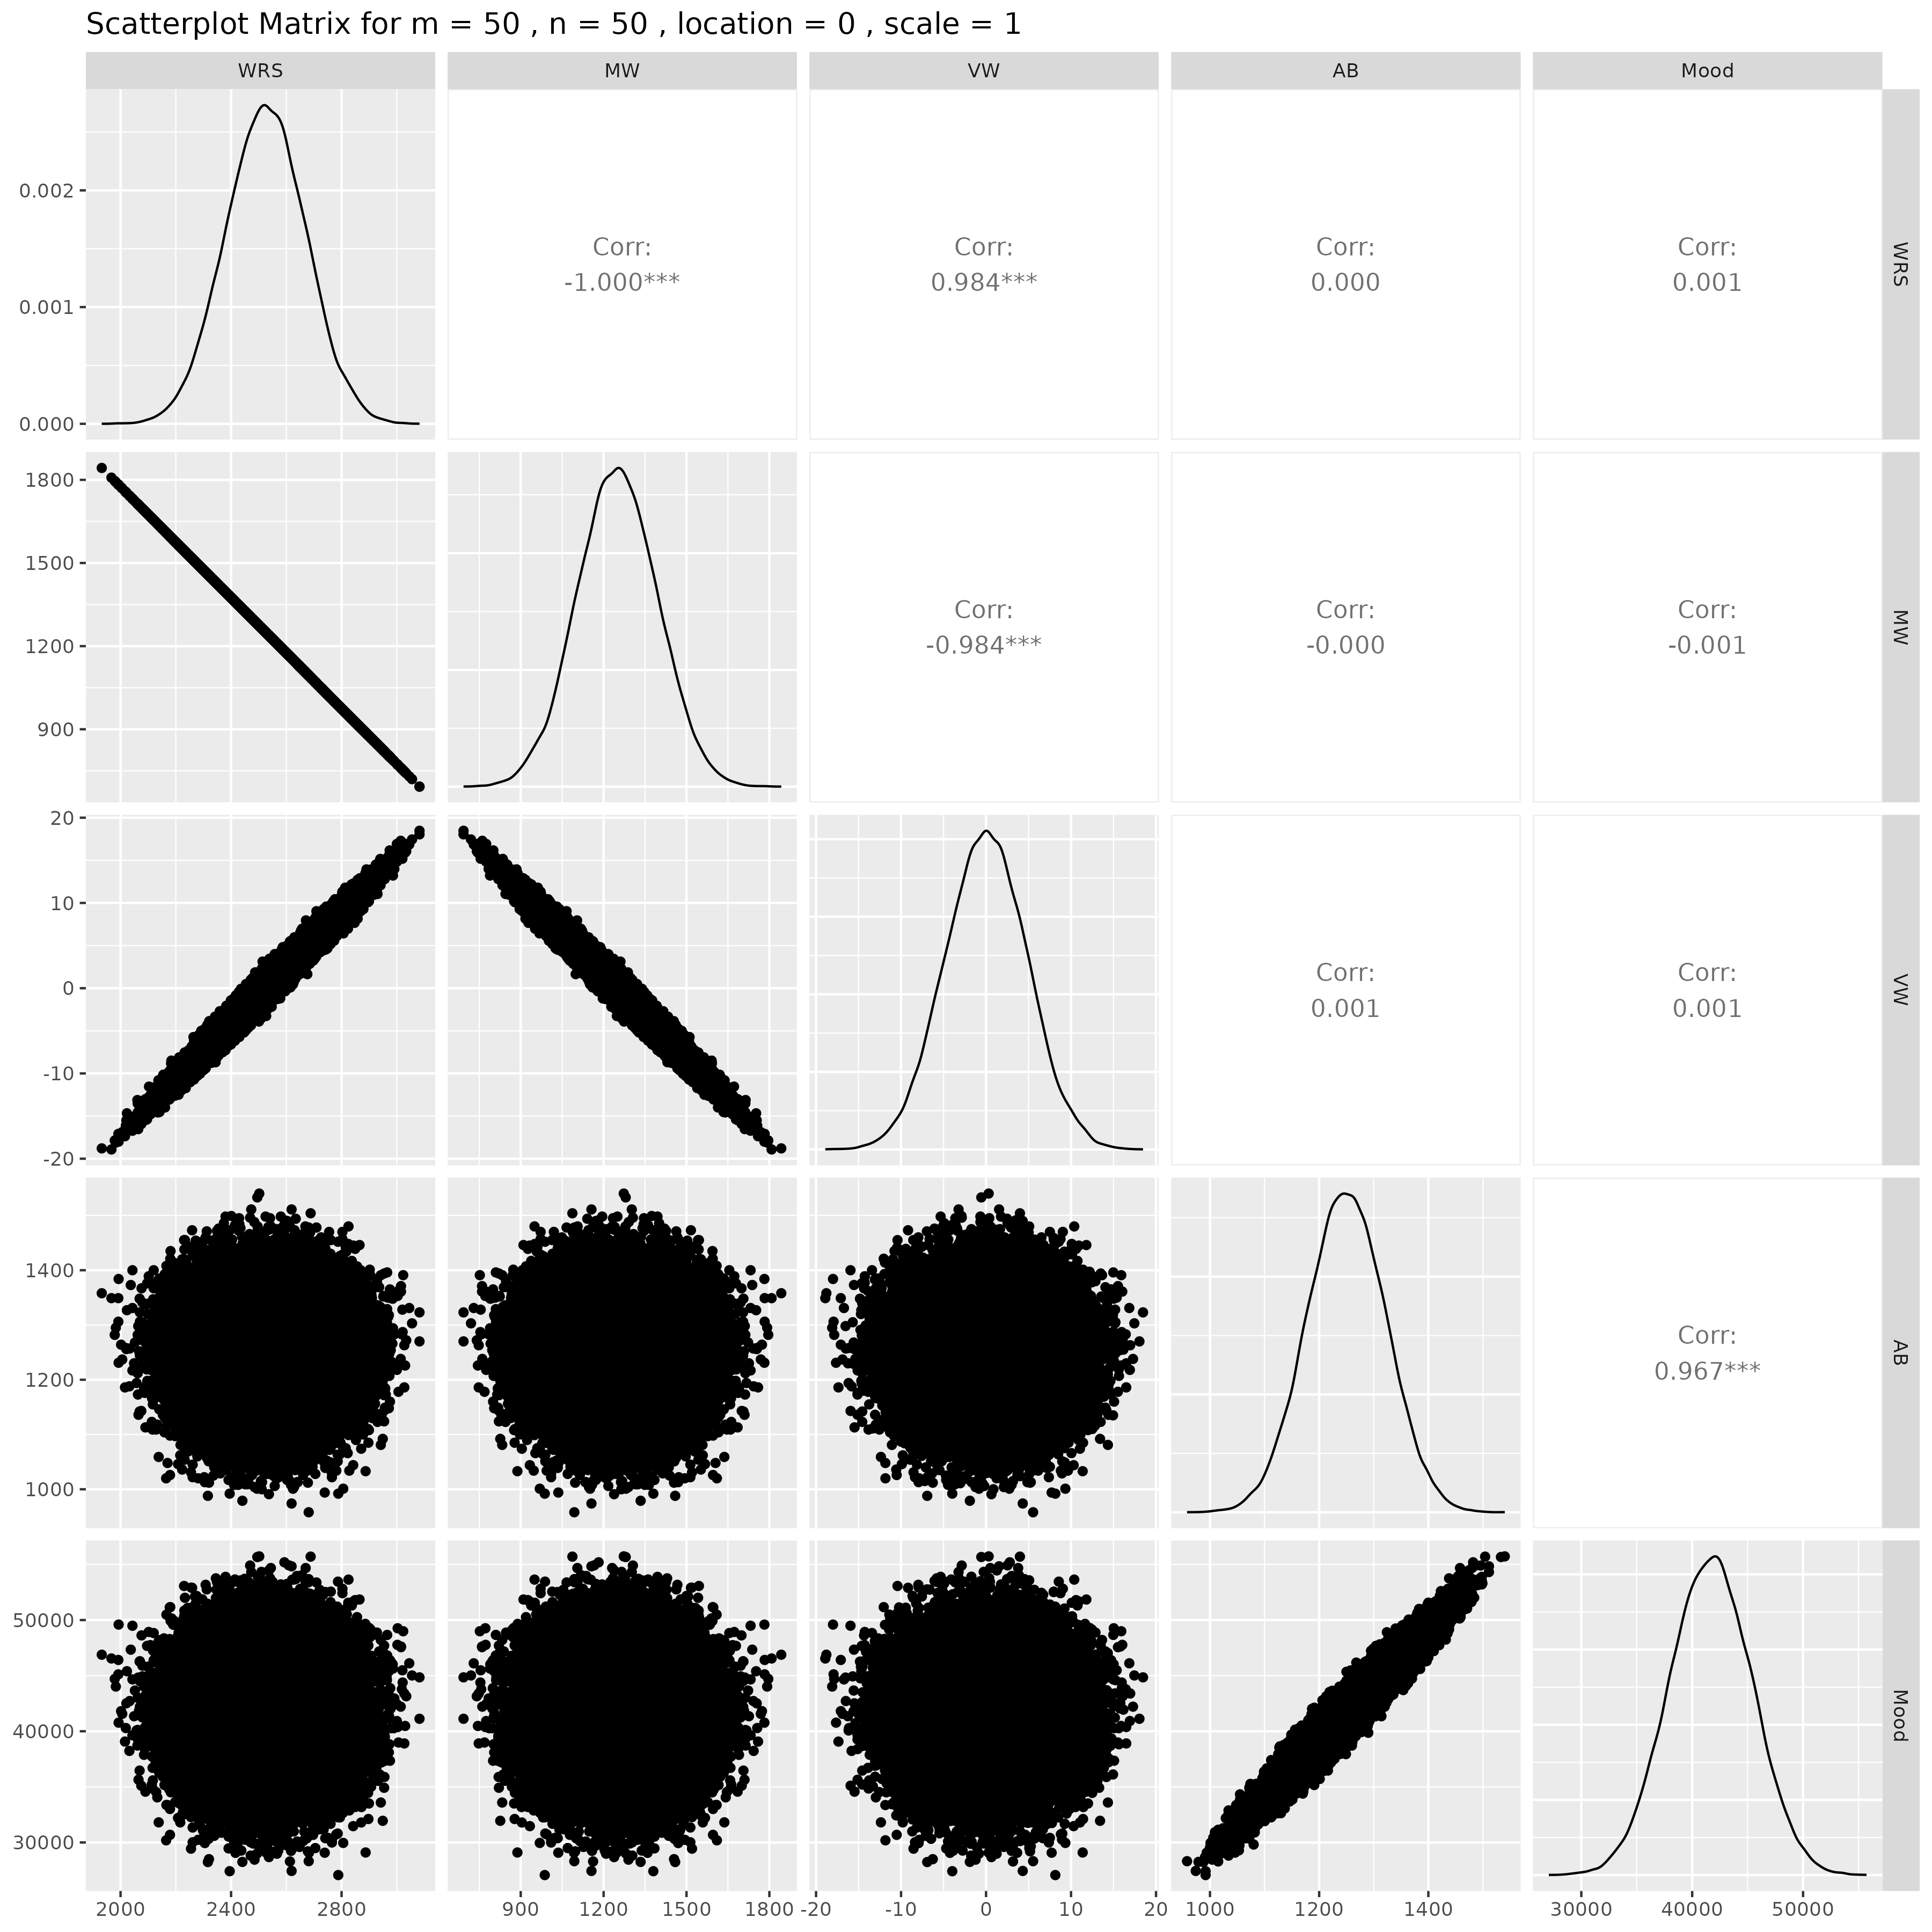 Scatterplot Matrix for m = 50 , n = 50 , location = 0 , scale = 1
WRS MW VW AB Mood
0.002
0.001
0.000
Corr:
-1.000***
Corr:
0.984***
Corr:
0.000
Corr:
0.001
WRS
1800
1500
1200
900
Corr:
-0.984***
Corr:
-0.000
Corr:
-0.001
MW
20
10
0
-10
-20
Corr:
0.001
Corr:
0.001
VW
1400
1200
1000
Corr:
0.967***
AB
50000
40000
30000
Mood
2000 2400 2800 900 1200 1500 1800 -20 -10 0 10 20 1000 1200 1400 30000 40000 50000